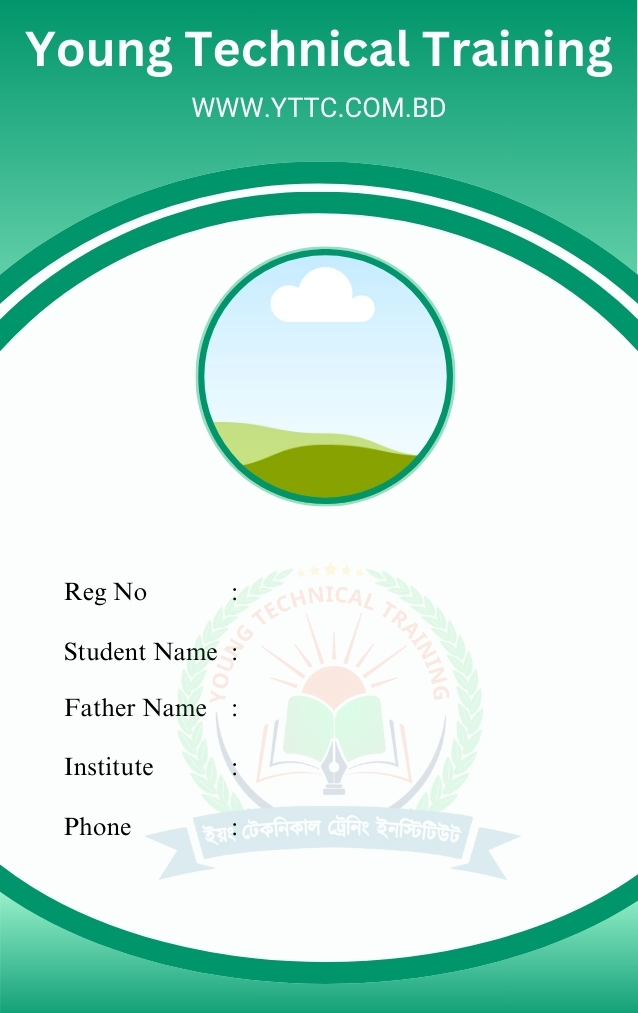 Young Technical Training
WWW.YTTC.COM.BD
Reg No :
YOUNG TECHNICAL TRAINING
Student Name :
Father Name :
Institute :
Phone :
ইয়ং টেকনিকাল ট্রেনিং ইনস্টিটিউট